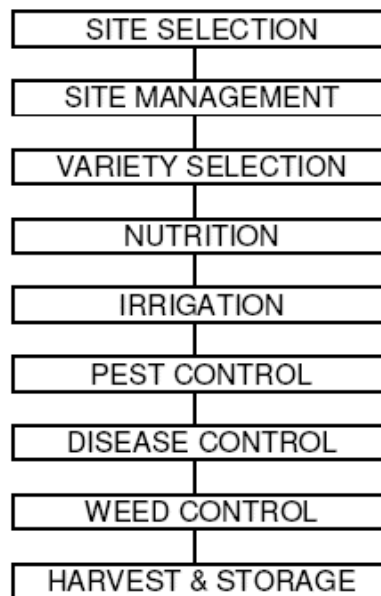 SITE SELECTION
SITE MANAGEMENT
VARIETY SELECTION
NUTRITION
IRRIGATION
PEST CONTROL
DISEASE CONTROL
WEED CONTROL
HARVEST & STORAGE